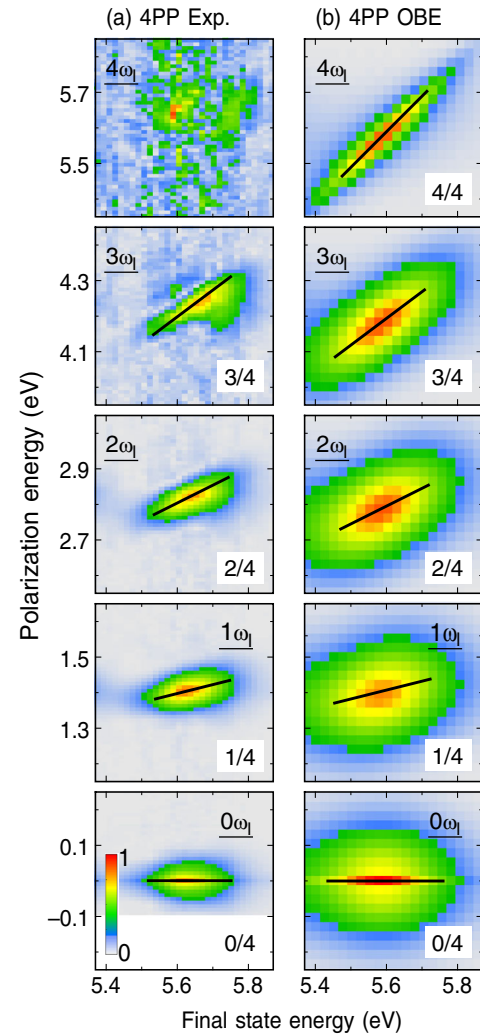 (a) 4PP Exp.
(b) 4PP OBE
4ωl
5.7
5.5
4ωl
4/4
3ωl
4.3
4.1
3/4
3ωl
3/4
Polarization energy (eV)
2ωl
2.9
2.7
2/4
2ωl
2/4
1ωl
1.5
1.3
1/4
1ωl
1/4
0ωl
0.1
−0.1
1
0
0/4
0ωl
0/4
5.4 5.6 5.8 5.4 5.6 5.8
Final state energy (eV)